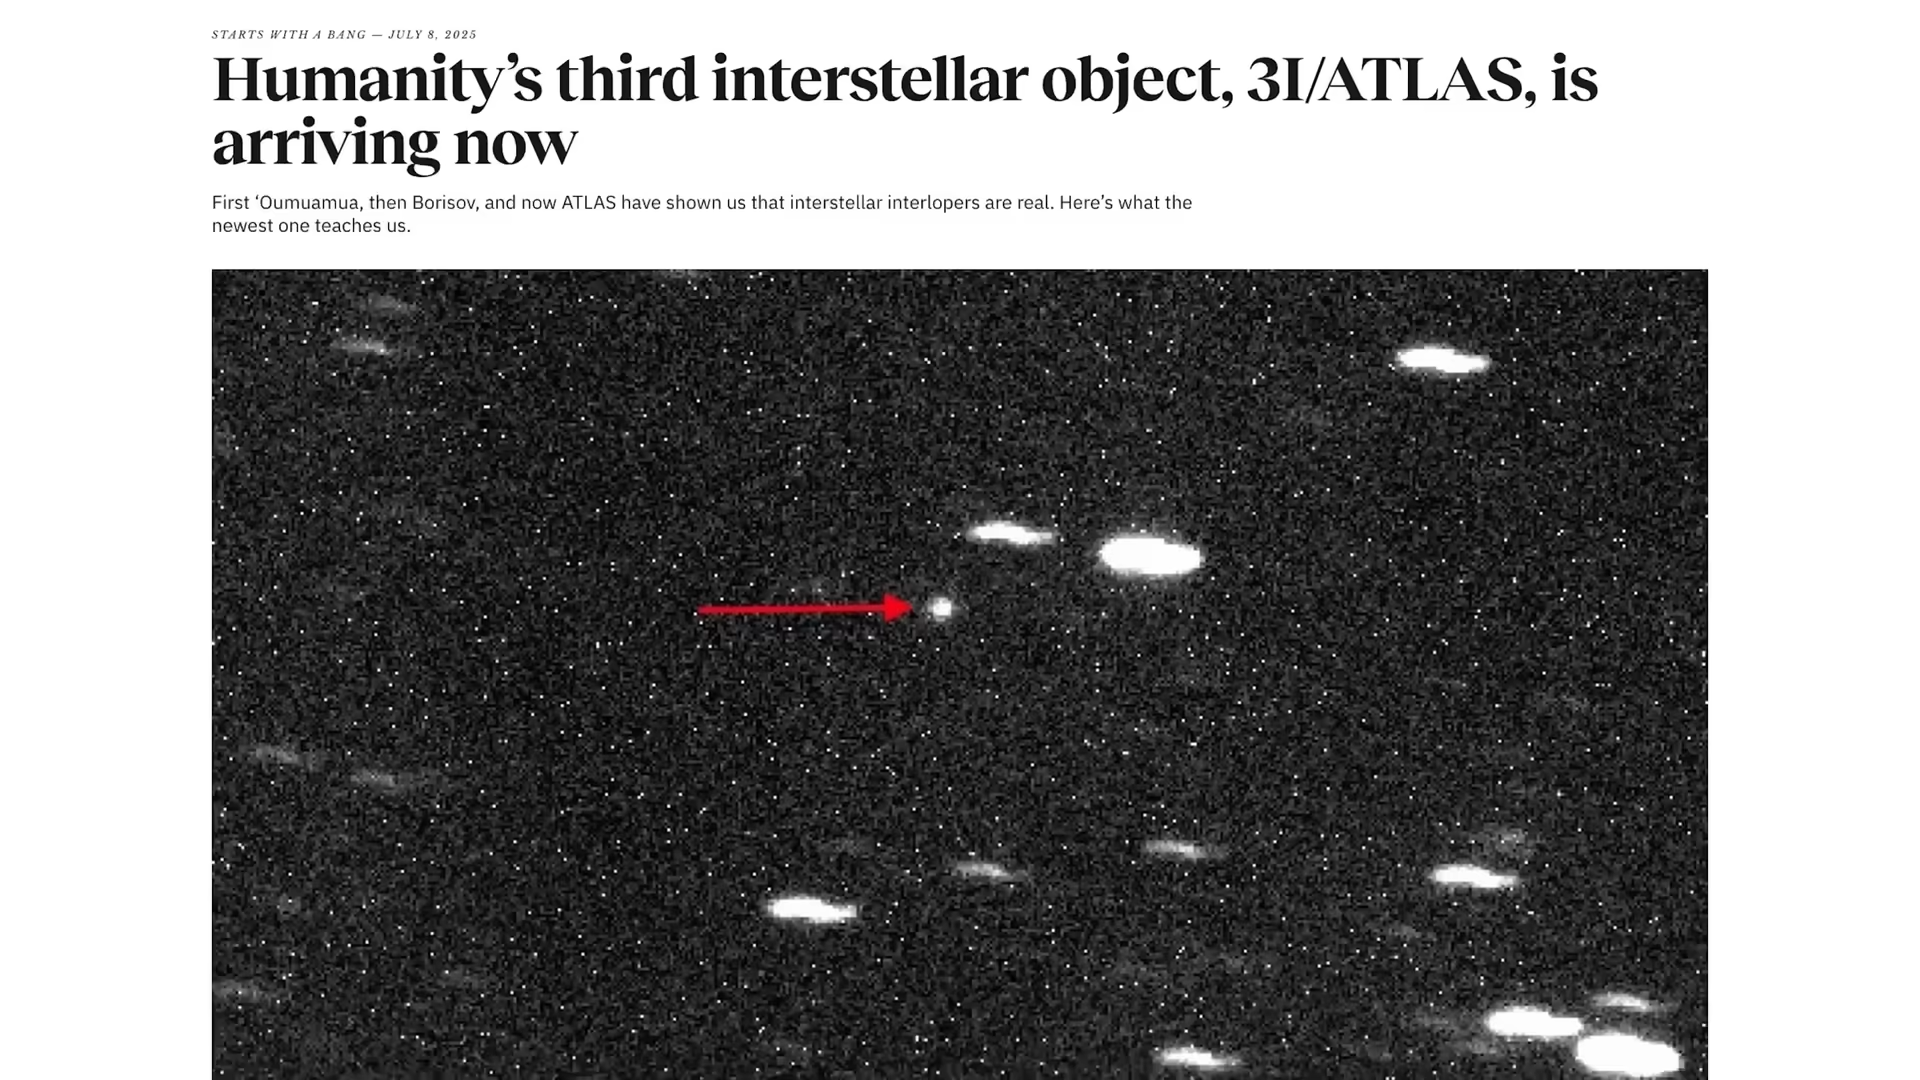 STARTS WITH A BANG — JULY 8, 2025
Humanity’s third interstellar object, 3I/ATLAS, is
arriving now
First ‘Oumuamua, then Borisov, and now ATLAS have shown us that interstellar interlopers are real. Here’s what the
newest one teaches us.